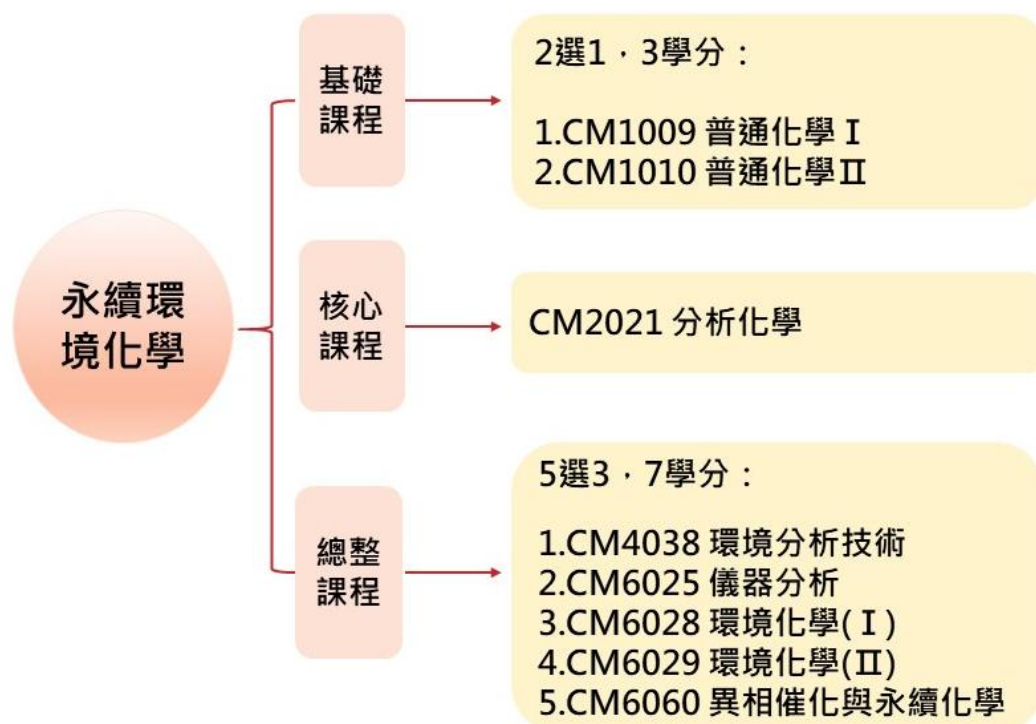 永續環
境化學
基礎
課程
2選1，3學分：
1.CM1009 普通化學Ⅰ
2.CM1010 普通化學Ⅱ
核心
課程
CM2021 分析化學
總整
課程
5選3，7學分：
1.CM4038 環境分析技術
2.CM6025 儀器分析
3.CM6028 環境化學(Ⅰ)
4.CM6029 環境化學(Ⅱ)
5.CM6060 異相催化與永續化學